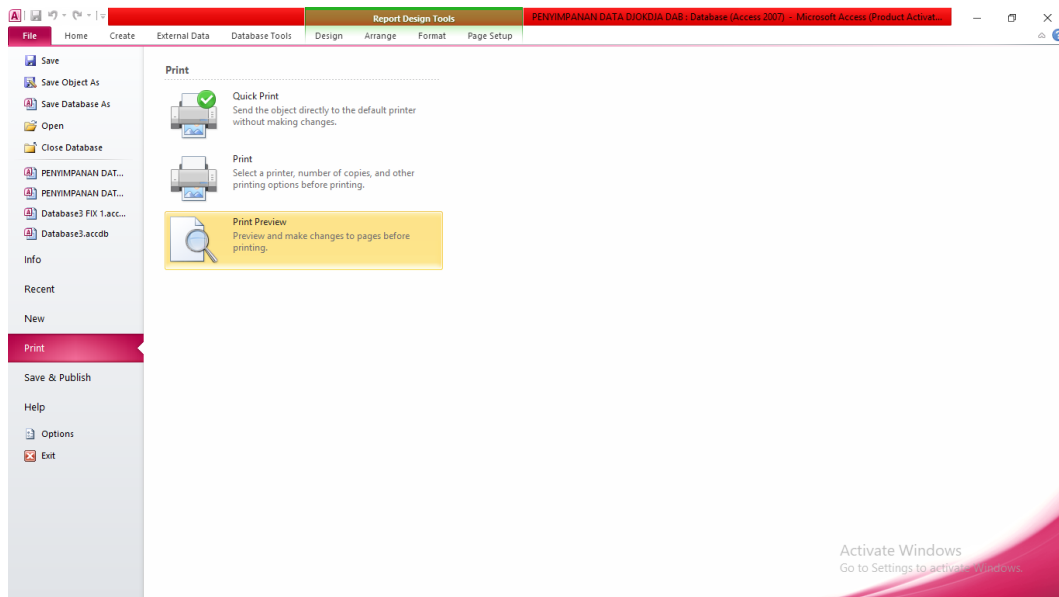 A
Report Design Tools
PENYIMPANAN DATA DJOKDJA DAB : Database (Access 2007) - Microsoft Access (Product Activat...
File Home Create External Data Database Tools Design Arrange Format Page Setup
Save
Save Object As
Save Database As
Open
Close Database
PENYIMPANAN DAT...
PENYIMPANAN DAT...
Database3 FIX 1.acc...
Database3.accdb
Info
Recent
New
Print
Save & Publish
Help
Options
Exit
Print
Quick Print
Send the object directly to the default printer
without making changes.
Print
Select a printer, number of copies, and other
printing options before printing.
Print Preview
Preview and make changes to pages before
printing.
Activate Windows
Go to Settings to activate Windows.